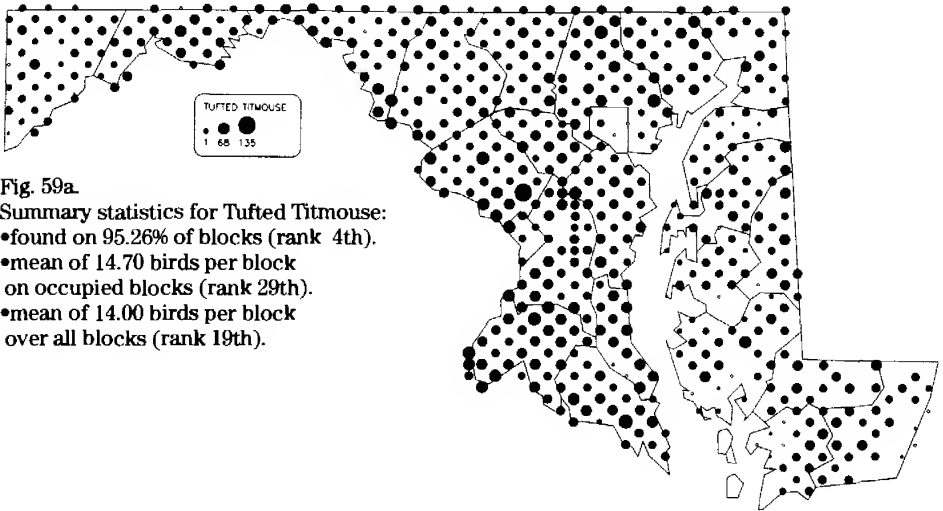 TUFTED TITMOUSE
1 68 135
Fig. 59a.
Summary statistics for Tufted Titmouse:
•found on 95.26% of blocks (rank 4th).
•mean of 14.70 birds per block
on occupied blocks (rank 29th).
•mean of 14.00 birds per block
over all blocks (rank 19th).